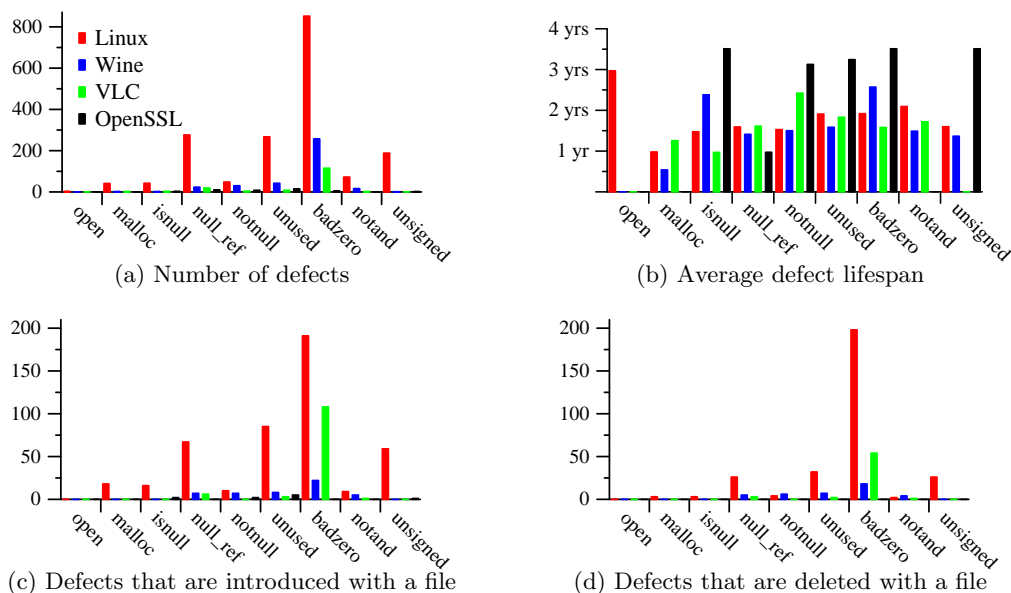 800
600
400
200
0
Linux
Wine
VLC
OpenSSL
open
malloc
isnull
null_ref
notnull
unused
badzero
notand
unsigned
(a) Number of defects
4 yrs
3 yrs
2 yrs
1 yr
open
malloc
isnull
null_ref
notnull
unused
badzero
notand
unsigned
(b) Average defect lifespan
200
150
100
50
0
open
malloc
isnull
null_ref
notnull
unused
badzero
notand
unsigned
(c) Defects that are introduced with a file
200
150
100
50
0
open
malloc
isnull
null_ref
notnull
unused
badzero
notand
unsigned
(d) Defects that are deleted with a file